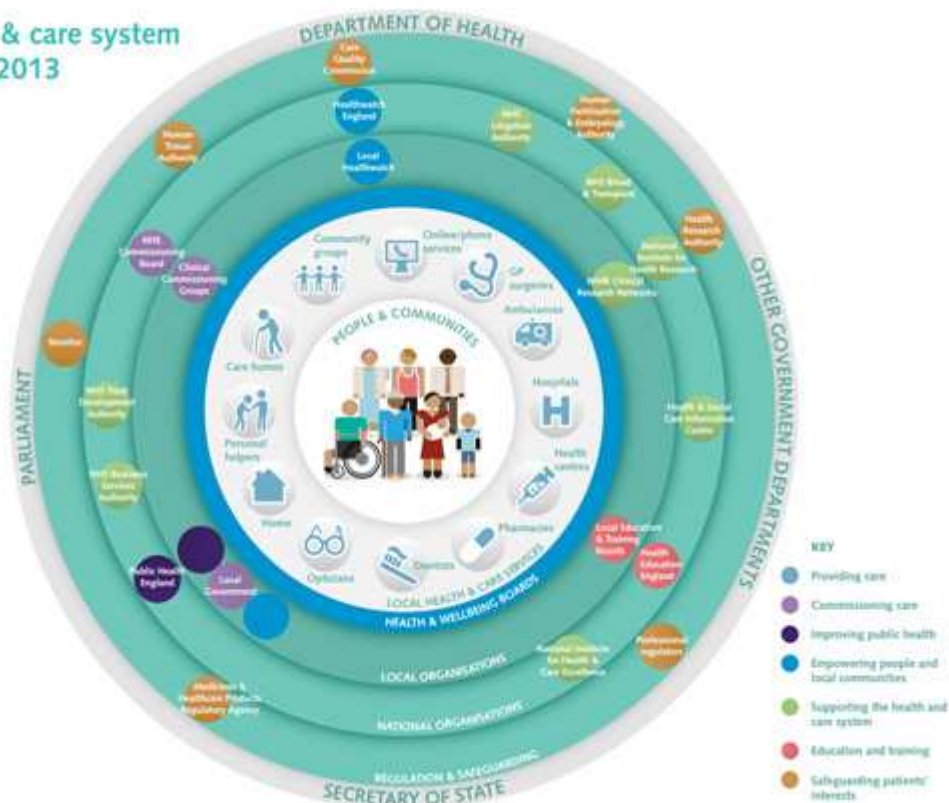 & care system
2013
DEPARTMENT OF HEALTH
OTHER GOVERNMENT DEPARTMENTS
SECRETARY OF STATE
PARLIAMENT
Care
Quality
Commission
Healthwatch
England
Local
Healthwatch
Human
Tissue
Authority
NHS
Litigation
Authority
Human
Fertilisation
& Embryology
Authority
NHS Blood
& Transplant
Health
Research
Authority
National
Institute for
Health Research
NIHR Clinical
Research Networks
NHS
Commissioning
Board
Clinical
Commissioning
Groups
Monitor
NHS Trust
Development
Authority
NHS Business
Services
Authority
Health & Social
Care Information
Centre
Local Education
& Training
Boards
Health
Education
England
Public Health
England
Local
Government
Professional
regulators
National Institute
for Health &
Care Excellence
Medicines &
Healthcare Products
Regulatory Agency
PEOPLE & COMMUNITIES
Community
groups
Online/phone
services
GP
surgeries
Ambulances
Hospitals
Health
centres
Pharmacies
Dentists
Opticians
Home
Personal
helpers
Care homes
LOCAL HEALTH & CARE SERVICES
HEALTH & WELLBEING BOARDS
LOCAL ORGANISATIONS
NATIONAL ORGANISATIONS
REGULATION & SAFEGUARDING
KEY
Providing care
Commissioning care
Improving public health
Empowering people and
local communities
Supporting the health and
care system
Education and training
Safeguarding patients'
interests